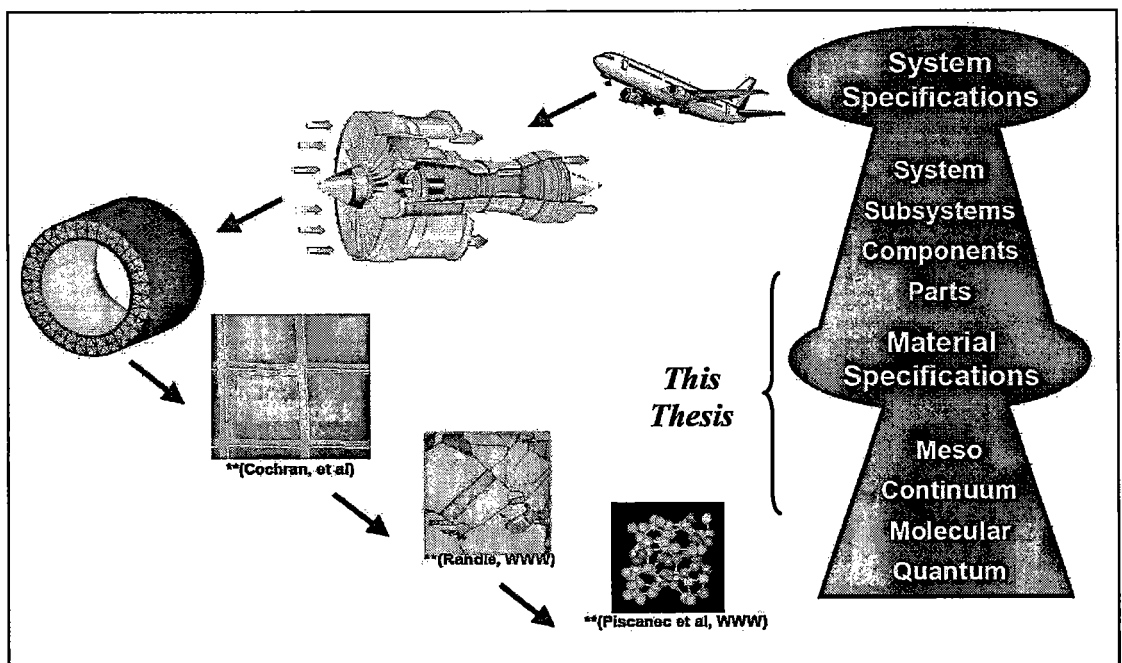 System
Specifications
System
Subsystems
Components
Parts
Material
Specifications
This
Thesis
Meso
Continuum
Molecular
Quantum
**(Cochran, et al)
**(Randle, WWW)
**(Piscanec et al, WWW)